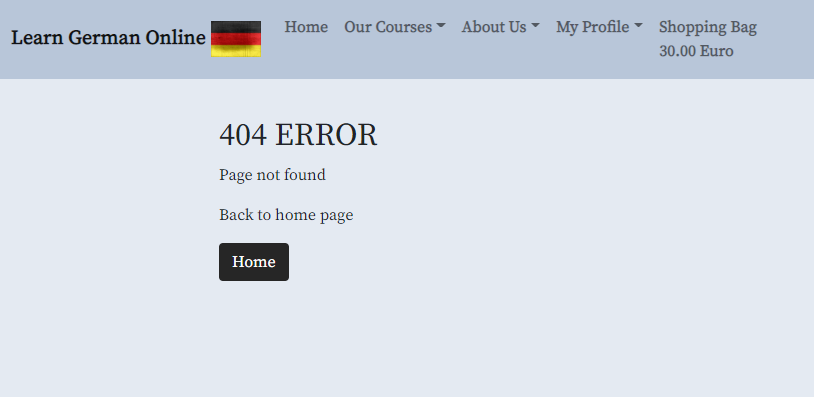 Learn German Online
Home
Our Courses
About Us
My Profile
Shopping Bag
30.00 Euro
404 ERROR
Page not found
Back to home page
Home